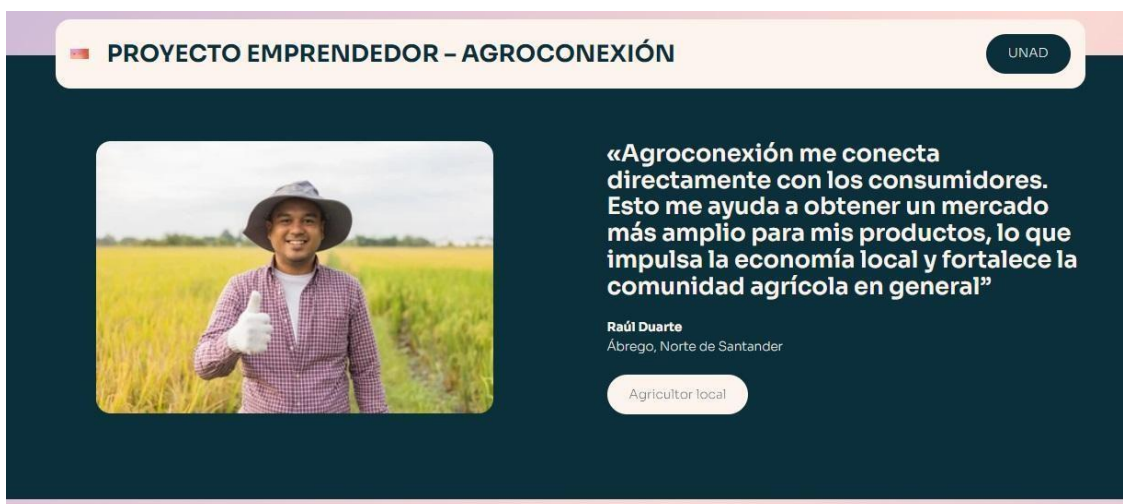 PROYECTO EMPRENDEDOR – AGROCONEXIÓN
UNAD
«Agroconexión me conecta
directamente con los consumidores.
Esto me ayuda a obtener un mercado
más amplio para mis productos, lo que
impulsa la economía local y fortalece la
comunidad agrícola en general”
Raúl Duarte
Ábrego, Norte de Santander
Agricultor local